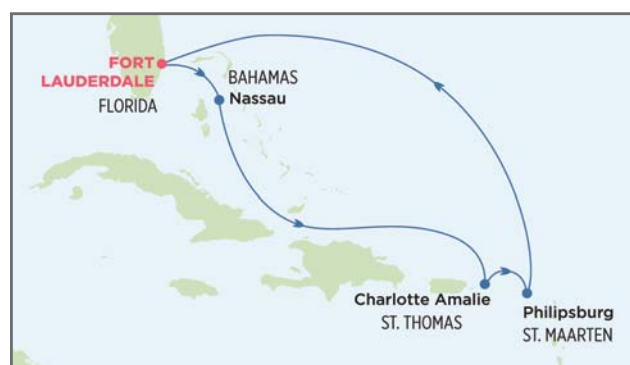 FORT
LAUDERDALE
FLORIDA
BAHAMAS
Nassau
Charlotte Amalie
ST. THOMAS
Philipsburg
ST. MAARTEN